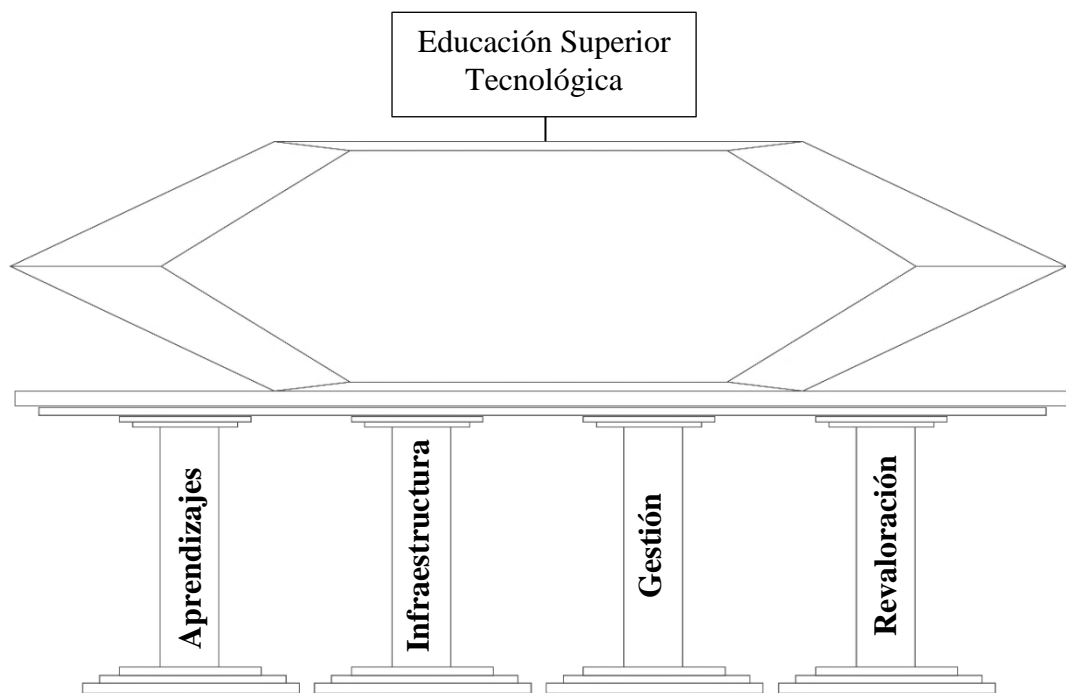 Educación Superior
Tecnológica
Aprendizajes
Infraestructura
Gestión
Revaloración